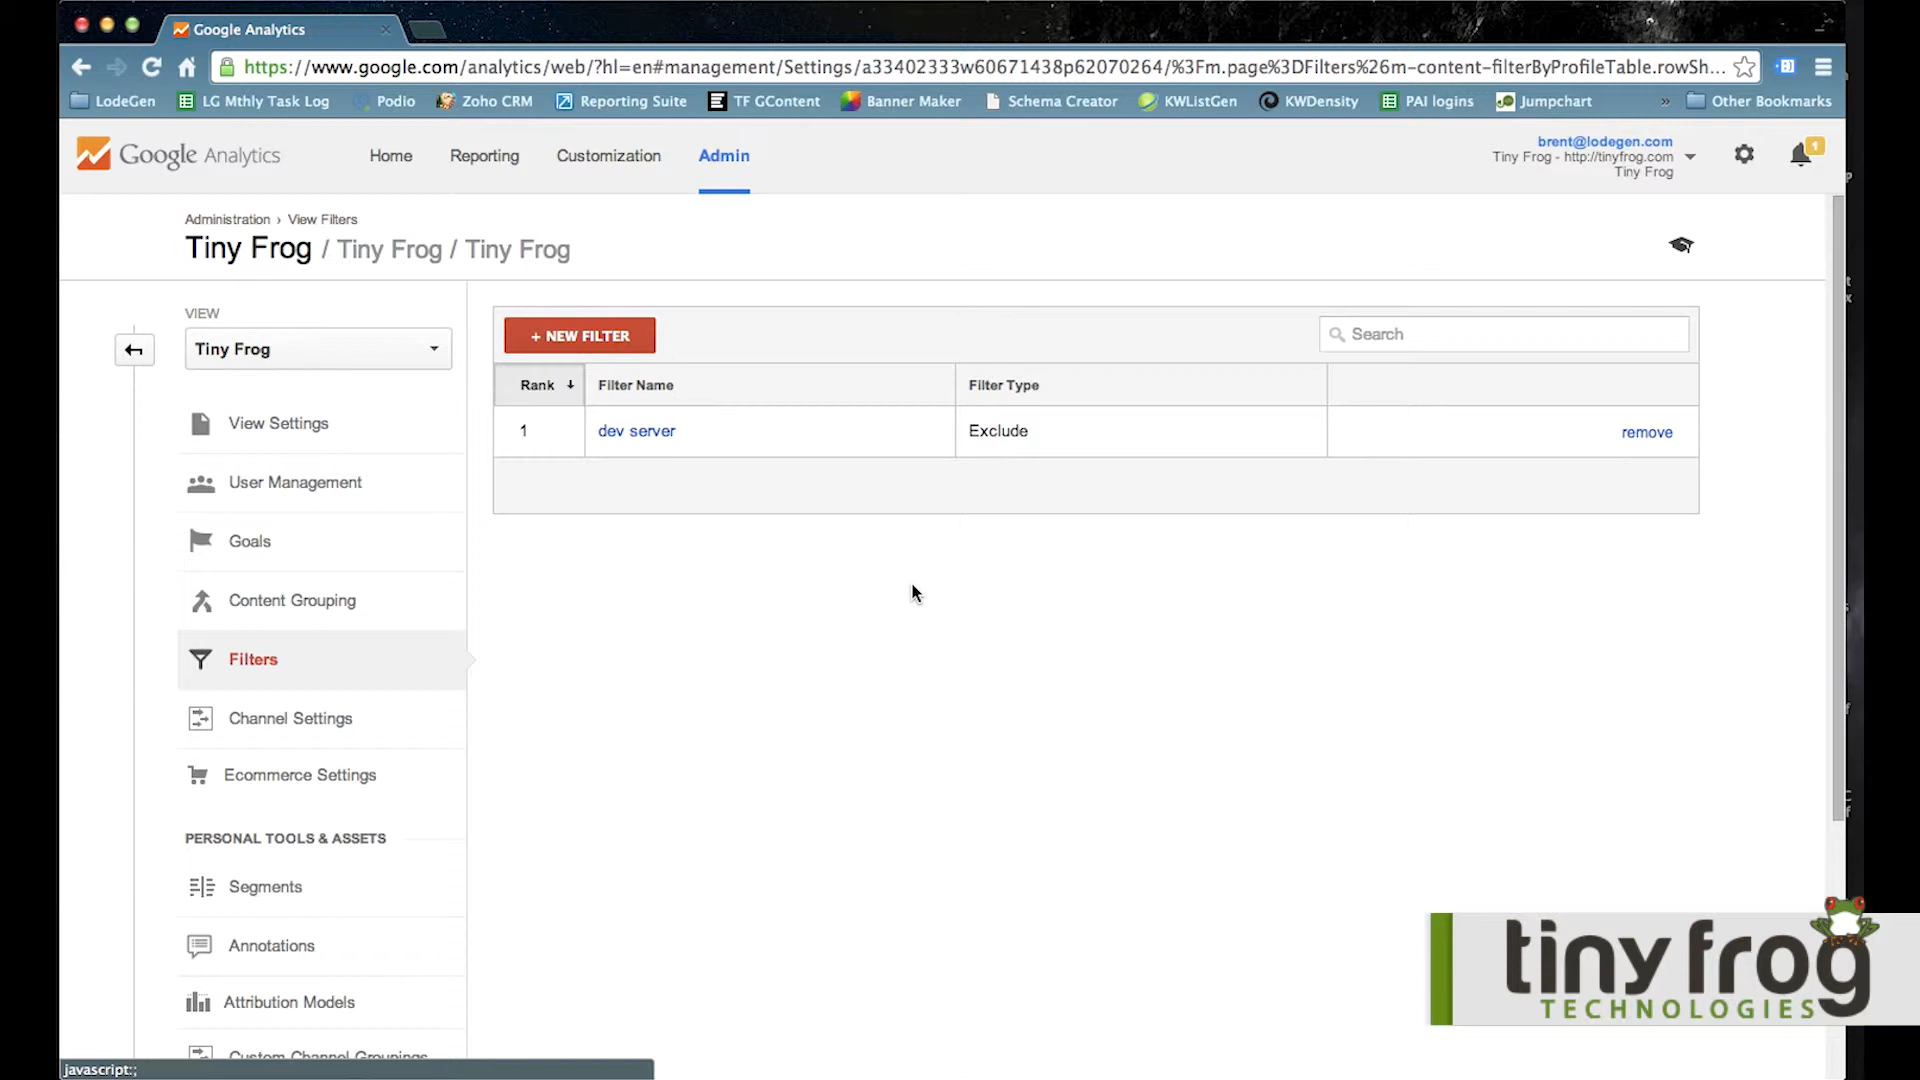 Google Analytics
https://www.google.com/analytics/web/?hl=en#management/Settings/a33402333w60671438p62070264/%3Fm.page%3DFilters%26m-content-filterByProfileTable.rowSh...
LodeGen
LG Mthly Task Log
Podio
Zoho CRM
Reporting Suite
TF GContent
Banner Maker
Schema Creator
KWListGen
KWDensity
PAI logins
Jumpchart
»
Other Bookmarks
Google Analytics
Home
Reporting
Customization
Admin
brent@lodegen.com
Tiny Frog - http://tinyfrog.com
Tiny Frog
1
Administration › View Filters
Tiny Frog / Tiny Frog / Tiny Frog
VIEW
Tiny Frog
View Settings
User Management
Goals
Content Grouping
Filters
Channel Settings
Ecommerce Settings
PERSONAL TOOLS & ASSETS
Segments
Annotations
Attribution Models
Custom Channel Groupings
+ NEW FILTER
Search
Rank
Filter Name
Filter Type
1
dev server
Exclude
remove
tiny frog
TECHNOLOGIES
javascript:;